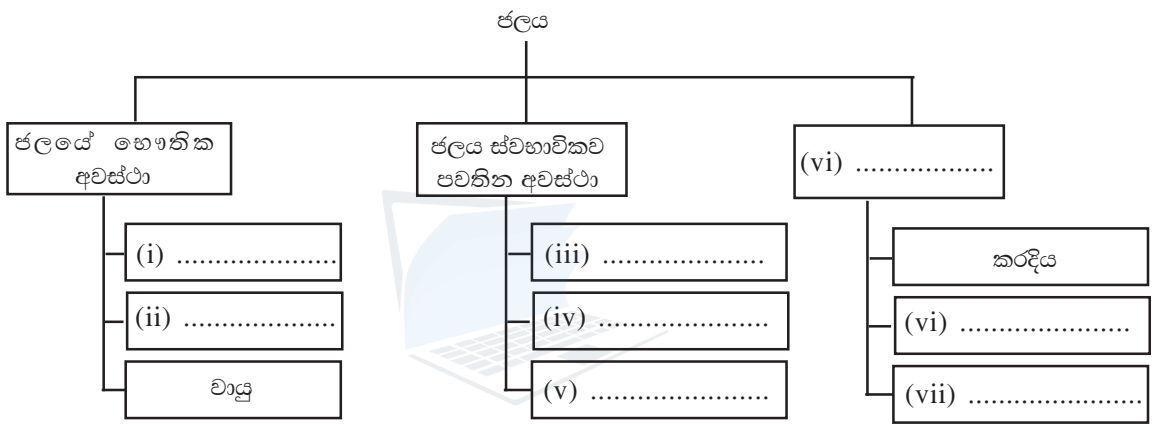 ජලය
ජලයේ භෞතික
අවස්ථා
(i) ....................
(ii) ...................
වායු
ජලය ස්වභාවිකව
පවතින අවස්ථා
(iii) ....................
(iv) .....................
(v) ......................
(vi) .................
කරදිය
(vi) .....................
(vii) .....................